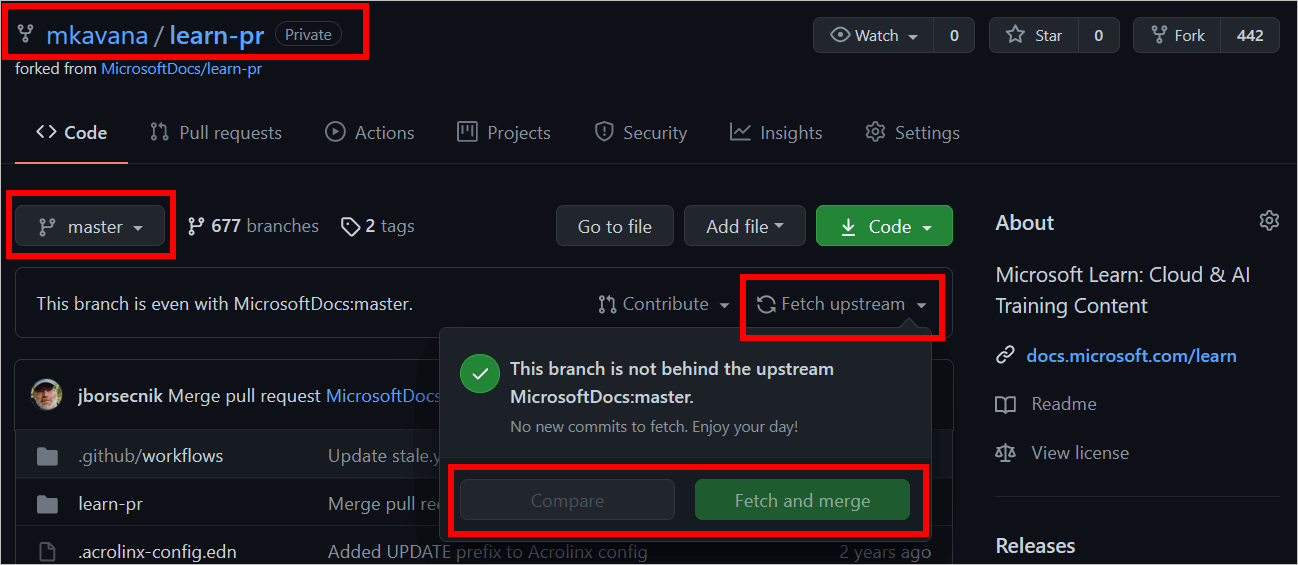 mkavana / learn-pr Private
Watch 0 Star 0 Fork 442
forked from MicrosoftDocs/learn-pr
Code Pull requests Actions Projects Security Insights Settings
master 677 branches 2 tags Go to file Add file Code
About
This branch is even with MicrosoftDocs:master. Contribute Fetch upstream
Microsoft Learn: Cloud & AI
Training Content
docs.microsoft.com/learn
This branch is not behind the upstream
MicrosoftDocs:master.
No new commits to fetch. Enjoy your day!
jborsecnik Merge pull request MicrosoftDocs
Readme
.github/workflows Update stale.y
View license
Compare Fetch and merge
learn-pr Merge pull req
.acrolinx-config.edn Added UPDATE prefix to Acrolinx config 2 years ago
Releases